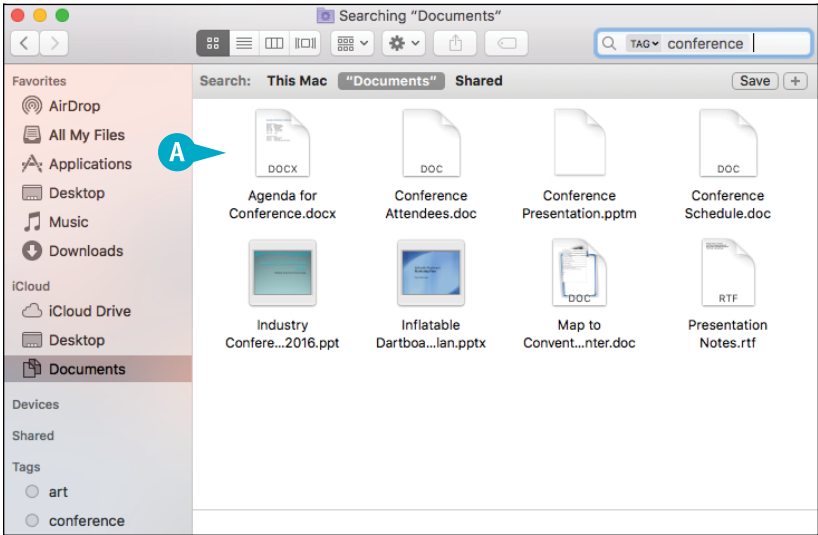 Searching "Documents"
TAG conference
Favorites
AirDrop
All My Files
Applications
Desktop
Music
Downloads
iCloud
iCloud Drive
Desktop
Documents
Devices
Shared
Tags
art
conference
Search: This Mac "Documents" Shared Save +
A
DOCX DOC DOC
Agenda for Conference Conference Conference
Conference.docx Attendees.doc Presentation.pptm Schedule.doc
DOC RTF
Industry Inflatable Map to Presentation
Confere...2016.ppt Dartboa...lan.pptx Convent...nter.doc Notes.rtf